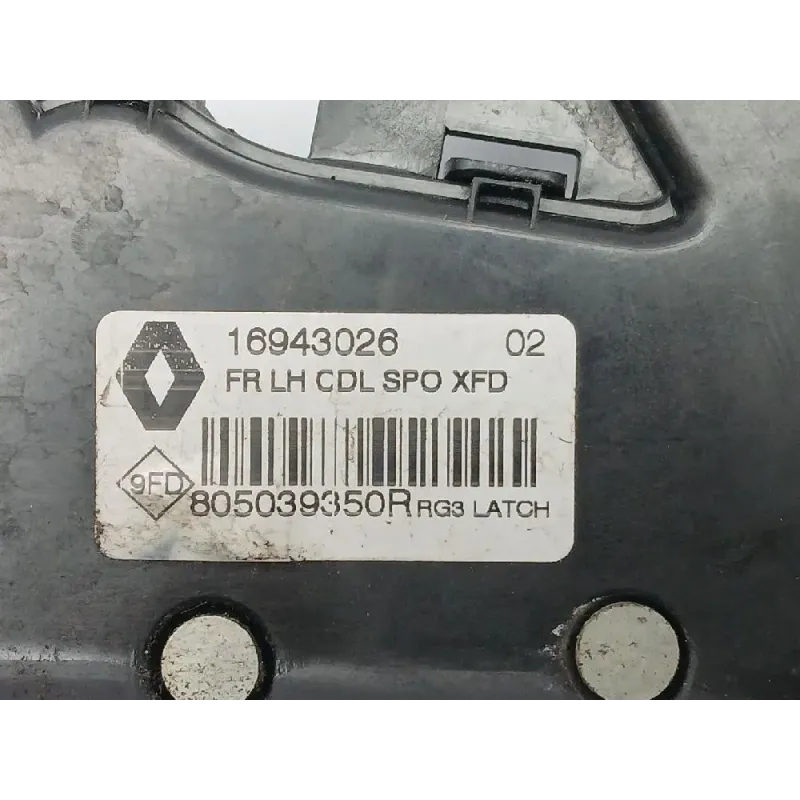 16943026 02
FR LH CDL SPO XFD
9FD
805039350R RG3 LATCH